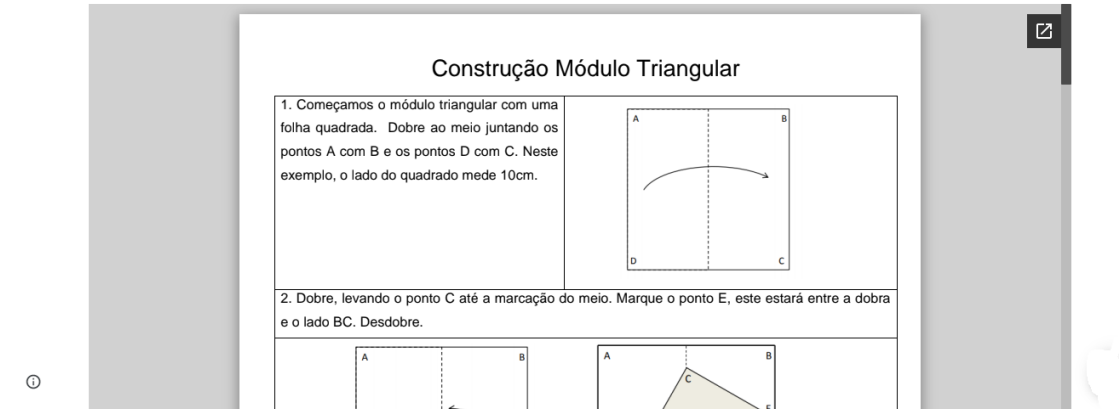 Construção Módulo Triangular
1. Começamos o módulo triangular com uma
folha quadrada. Dobre ao meio juntando os
pontos A com B e os pontos D com C. Neste
exemplo, o lado do quadrado mede 10cm.
A
B
D
C
2. Dobre, levando o ponto C até a marcação do meio. Marque o ponto E, este estará entre a dobra
e o lado BC. Desdobre.
A
B
A
B
C
E